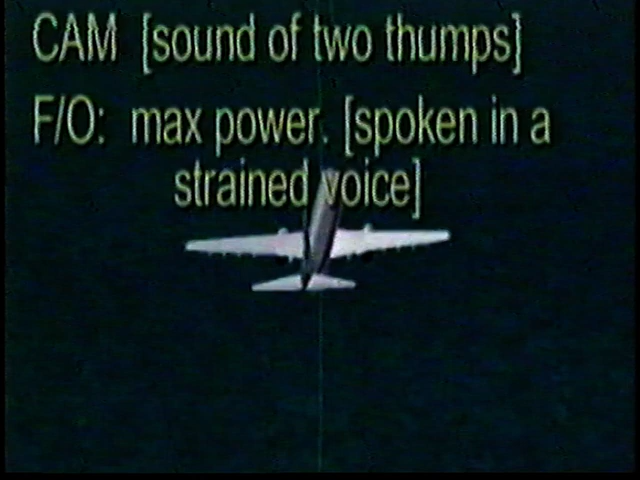 CAM [sound of two thumps]
F/O: max power. [spoken in a
strained voice]